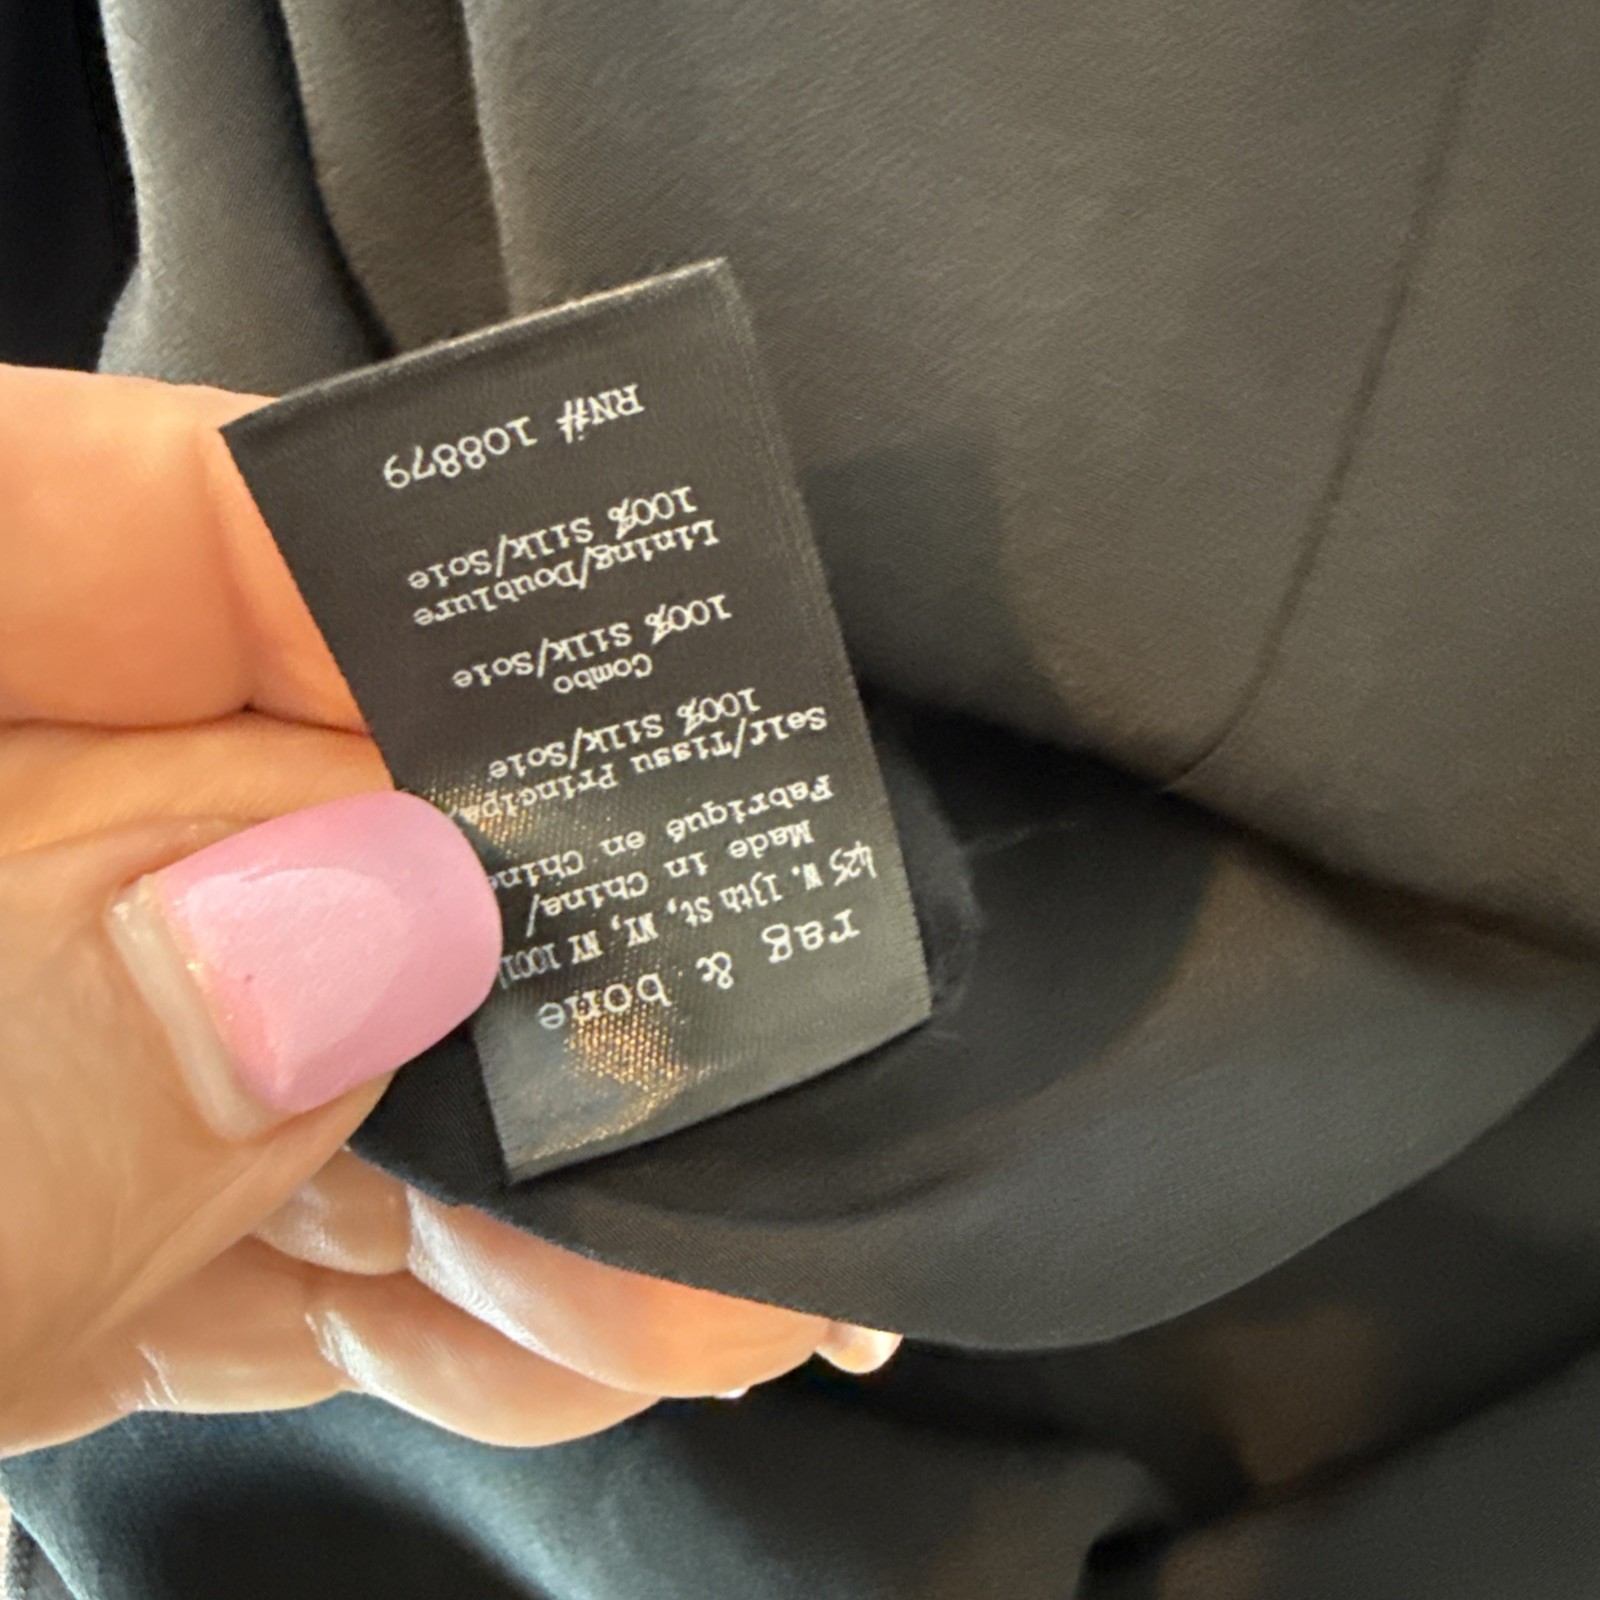 rag & bone
425 W. 13th St, NY, NY 1001
Made in China/
Fabriqué en Chine
Self/Tissu Principa
100% Silk/Soie
Combo
100% Silk/Soie
Lining/Doublure
100% Silk/Soie
RN# 108879